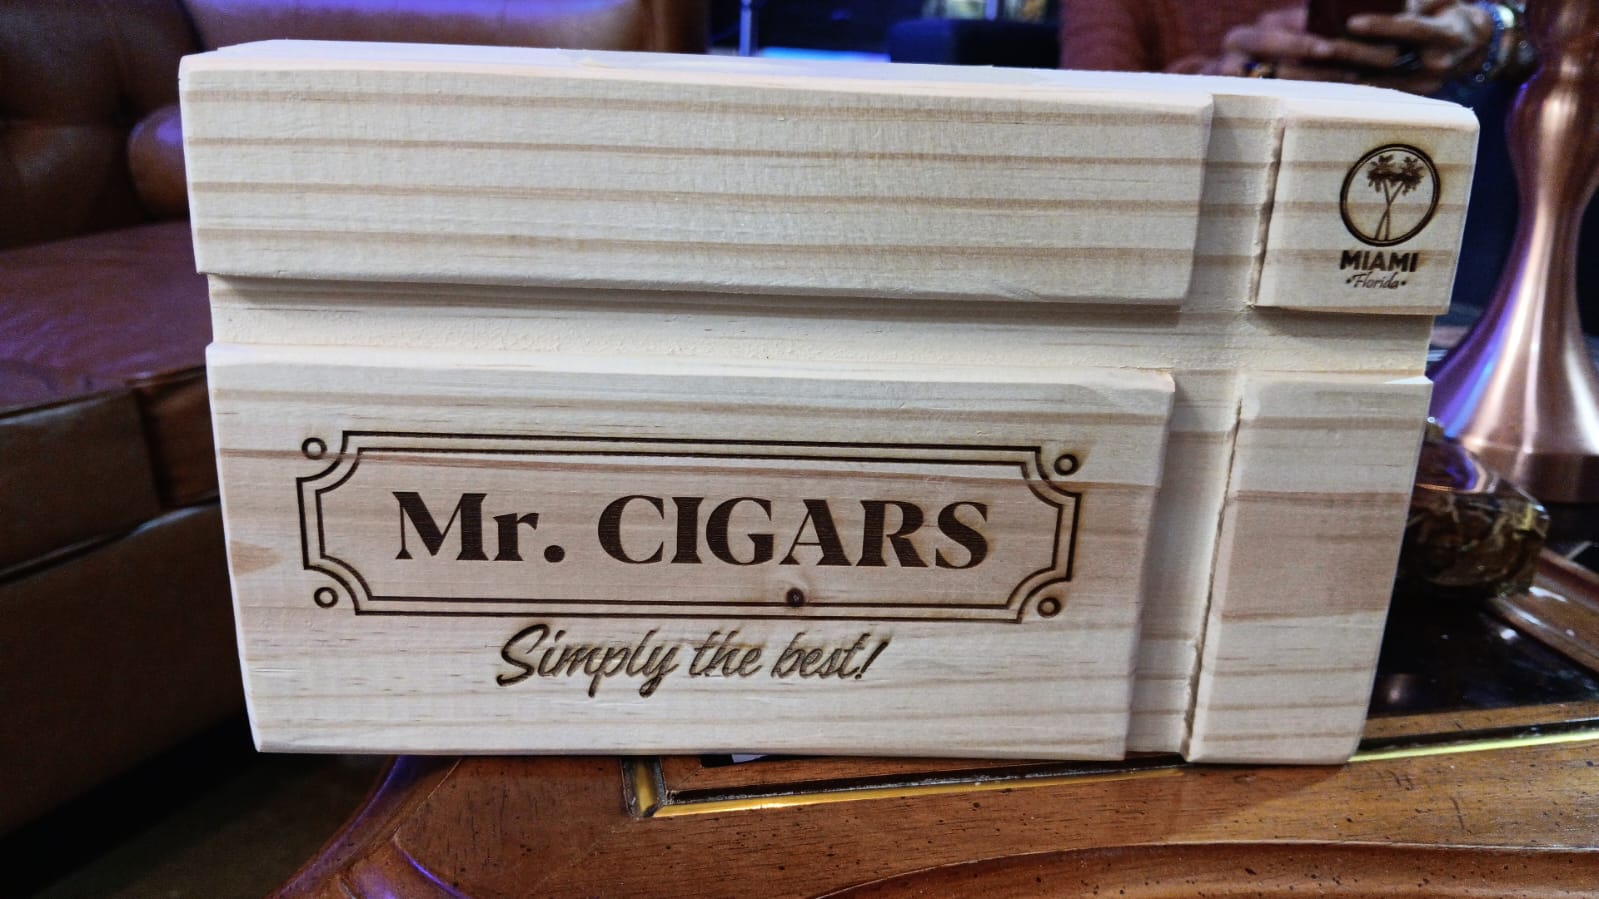 MIAMI
•Florida•
Mr. CIGARS
Simply the best!